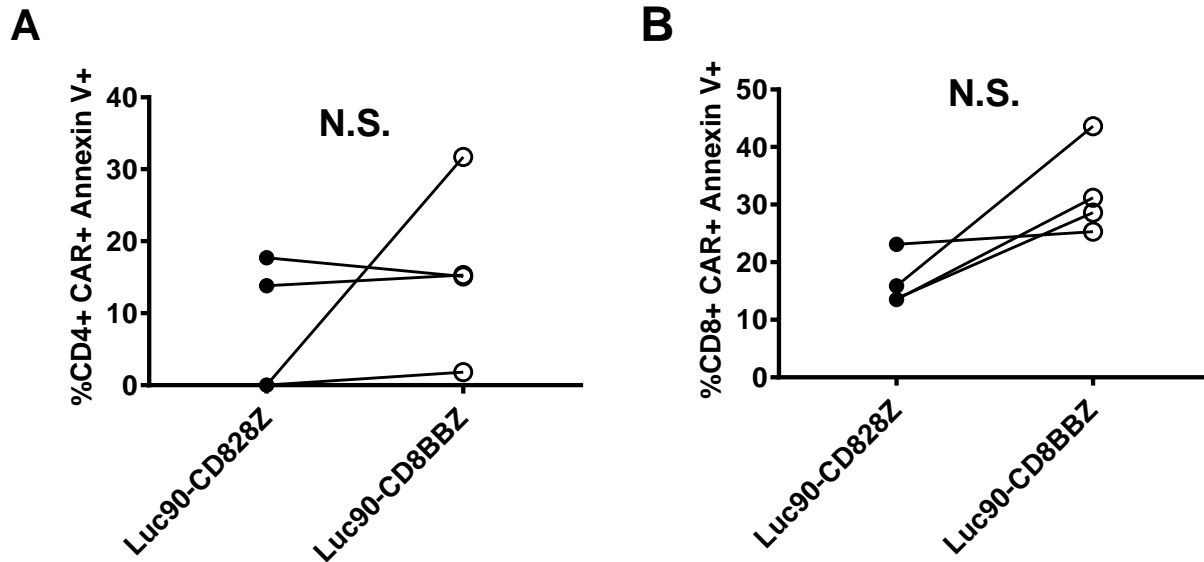 A
%CD4+ CAR+ Annexin V+
40
30
20
10
0
N.S.
Luc90-CD828Z
Luc90-CD8BBZ
B
%CD8+ CAR+ Annexin V+
50
40
30
20
10
0
N.S.
Luc90-CD828Z
Luc90-CD8BBZ